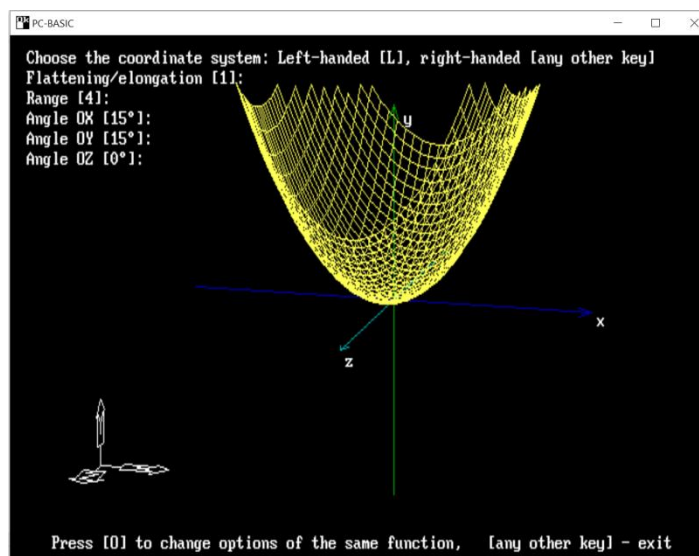 PC-BASIC
Choose the coordinate system: Left-handed [L], right-handed [any other key]
Flattening/elongation [1]:
Range [4]:
Angle OX [15°]:
Angle OY [15°]:
Angle OZ [0°]:
y
x
z
Press [O] to change options of the same function, [any other key] - exit